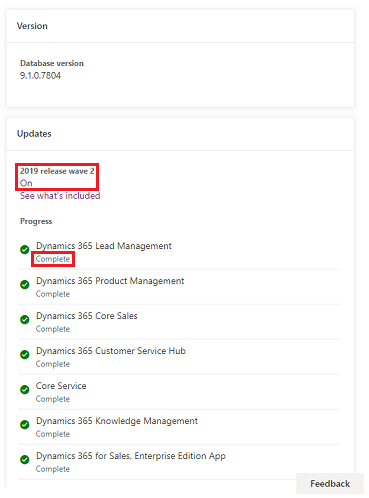 Version
Database version
9.1.0.7804
Updates
2019 release wave 2
On
See what's included
Progress
Dynamics 365 Lead Management
Complete
Dynamics 365 Product Management
Complete
Dynamics 365 Core Sales
Complete
Dynamics 365 Customer Service Hub
Complete
Core Service
Complete
Dynamics 365 Knowledge Management
Complete
Dynamics 365 for Sales, Enterprise Edition App
Complete
Feedback